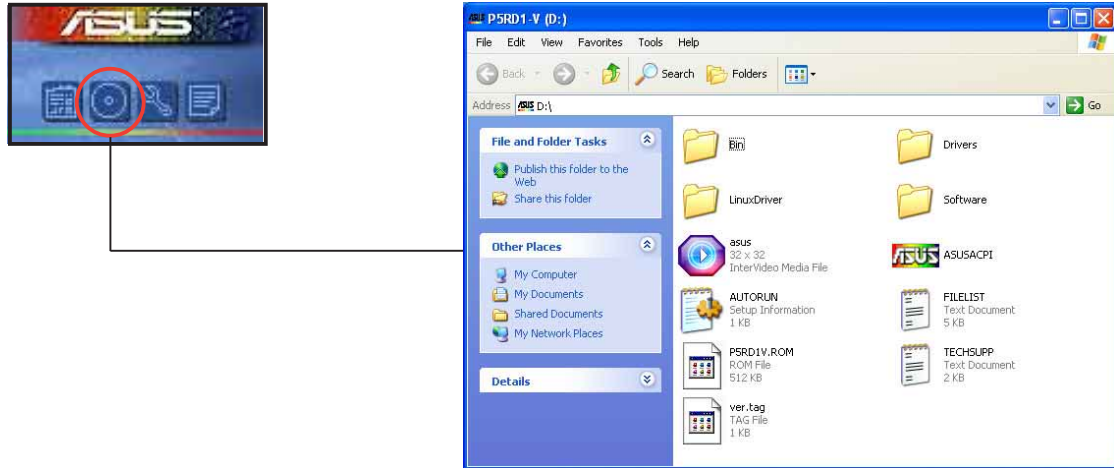 ASUS
P5RD1-V (D:)
File Edit View Favorites Tools Help
Back Search Folders
Address D:\ Go
File and Folder Tasks
Publish this folder to the
Web
Share this folder
Other Places
My Computer
My Documents
Shared Documents
My Network Places
Details
Bin
Drivers
LinuxDriver
Software
asus
32 x 32
InterVideo Media File
ASUS ASUSACPI
AUTORUN
Setup Information
1 KB
FILELIST
Text Document
5 KB
P5RD1V.ROM
ROM File
512 KB
TECHSUPP
Text Document
2 KB
ver.tag
TAG File
1 KB